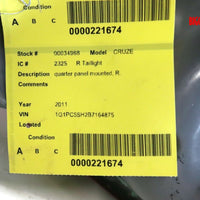 Condition
A B C
0000221674
Stock # 00034988 Model CRUZE
IC # 2325 R Taillight
Description quarter panel mounted, R.
Comments
Year 2011
VIN 1G1PC5SH2B7164875
Located
Condition
A B C
0000221674